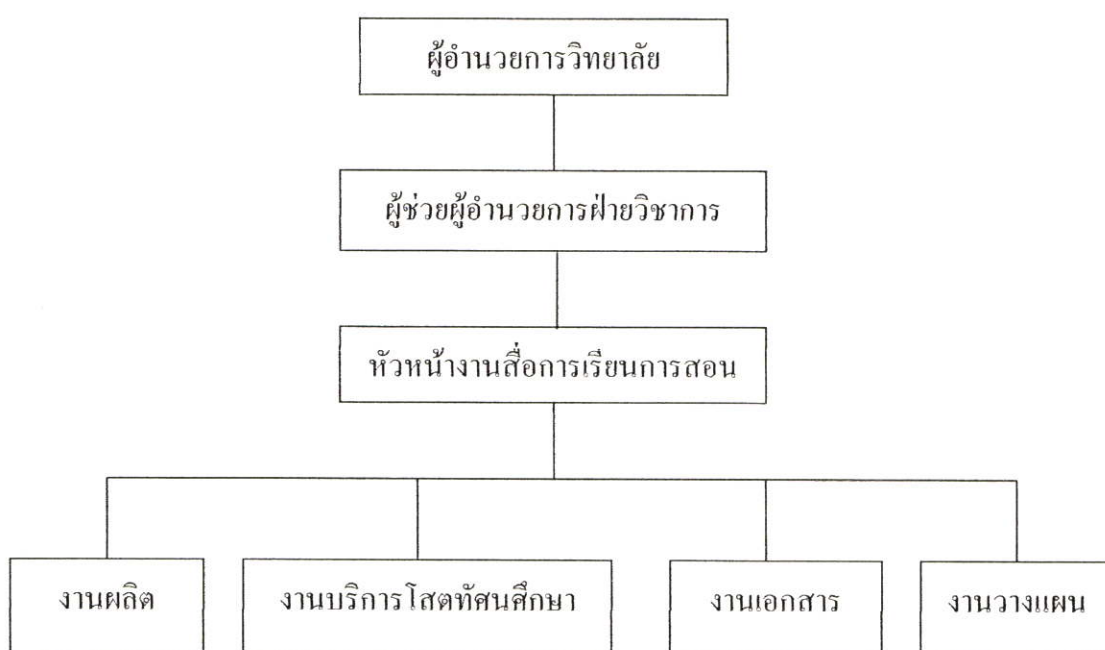 ผู้อำนวยการวิทยาลัย
ผู้ช่วยผู้อำนวยการฝ่ายวิชาการ
หัวหน้างานสื่อการเรียนการสอน
งานผลิต
งานบริการโสตทัศนศึกษา
งานเอกสาร
งานวางแผน